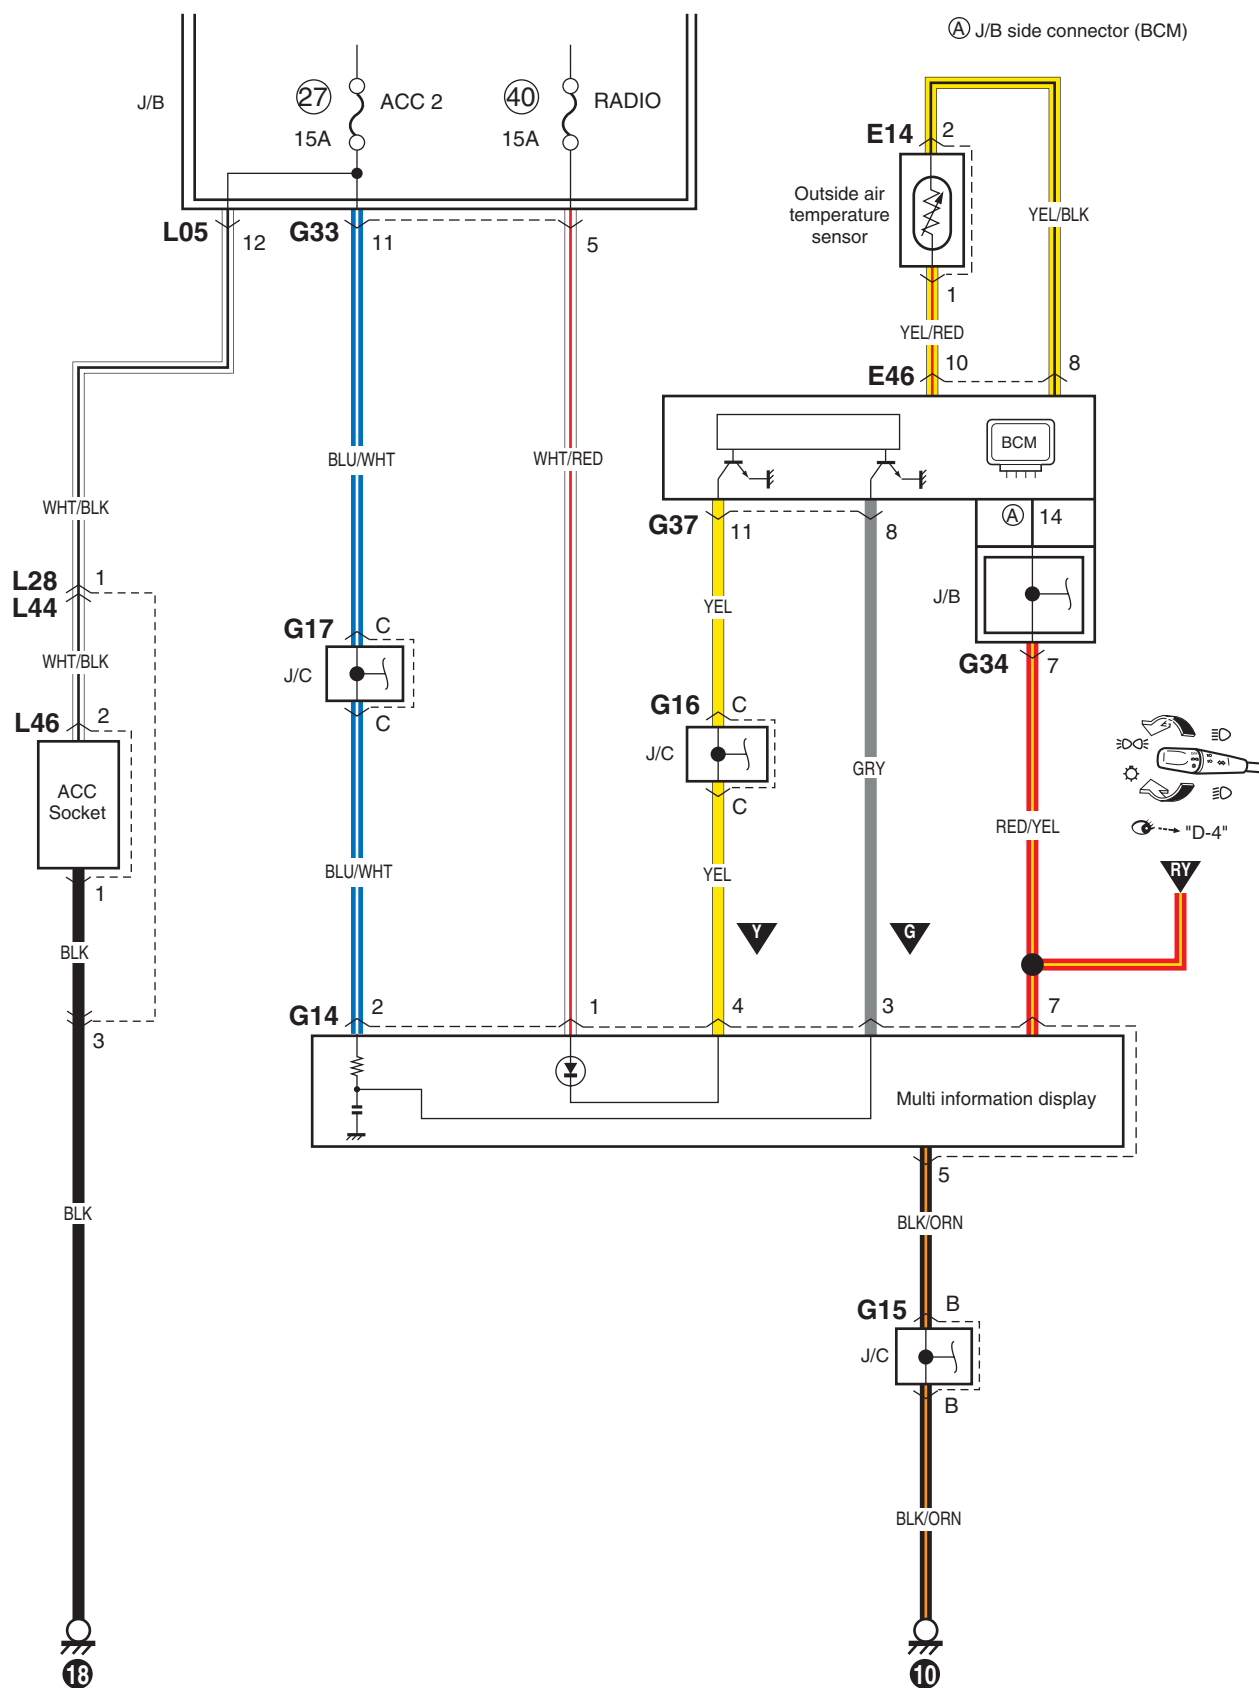 Ⓐ J/B side connector (BCM)
J/B
27
ACC 2
15A
40
RADIO
15A
E14
2
Outside air
temperature
sensor
YEL/BLK
L05
12
G33
11
5
1
YEL/RED
E46
10
8
BCM
BLU/WHT
WHT/RED
WHT/BLK
G37
11
8
A
14
L28
1
L44
YEL
J/B
G17
C
WHT/BLK
J/C
G34
7
L46
2
C
G16
C
J/C
GRY
ACC
Socket
C
RED/YEL
"D-4"
1
BLU/WHT
YEL
RY
BLK
Y
G
3
G14
2
1
4
3
7
Multi information display
5
BLK
BLK/ORN
G15
B
J/C
B
BLK/ORN
18
10